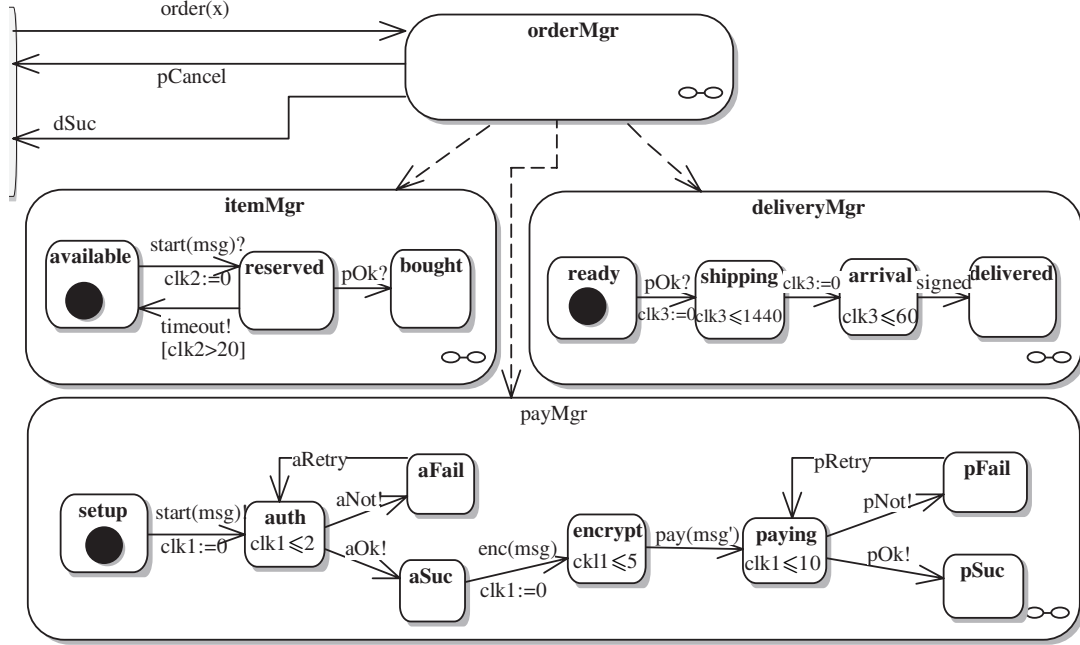 order(x)
pCancel
dSuc
orderMgr
itemMgr
available
start(msg)?
clk2:=0
reserved
timeout!
[clk2>20]
pOk?
bought
deliveryMgr
ready
pOk?
clk3:=0
shipping
clk3⩽1440
clk3:=0
arrival
clk3⩽60
signed
delivered
payMgr
setup
start(msg)!
clk1:=0
auth
clk1⩽2
aRetry
aNot!
aFail
aOk!
aSuc
enc(msg)
clk1:=0
encrypt
ckl1⩽5
pay(msg')
paying
clk1⩽10
pRetry
pNot!
pFail
pOk!
pSuc